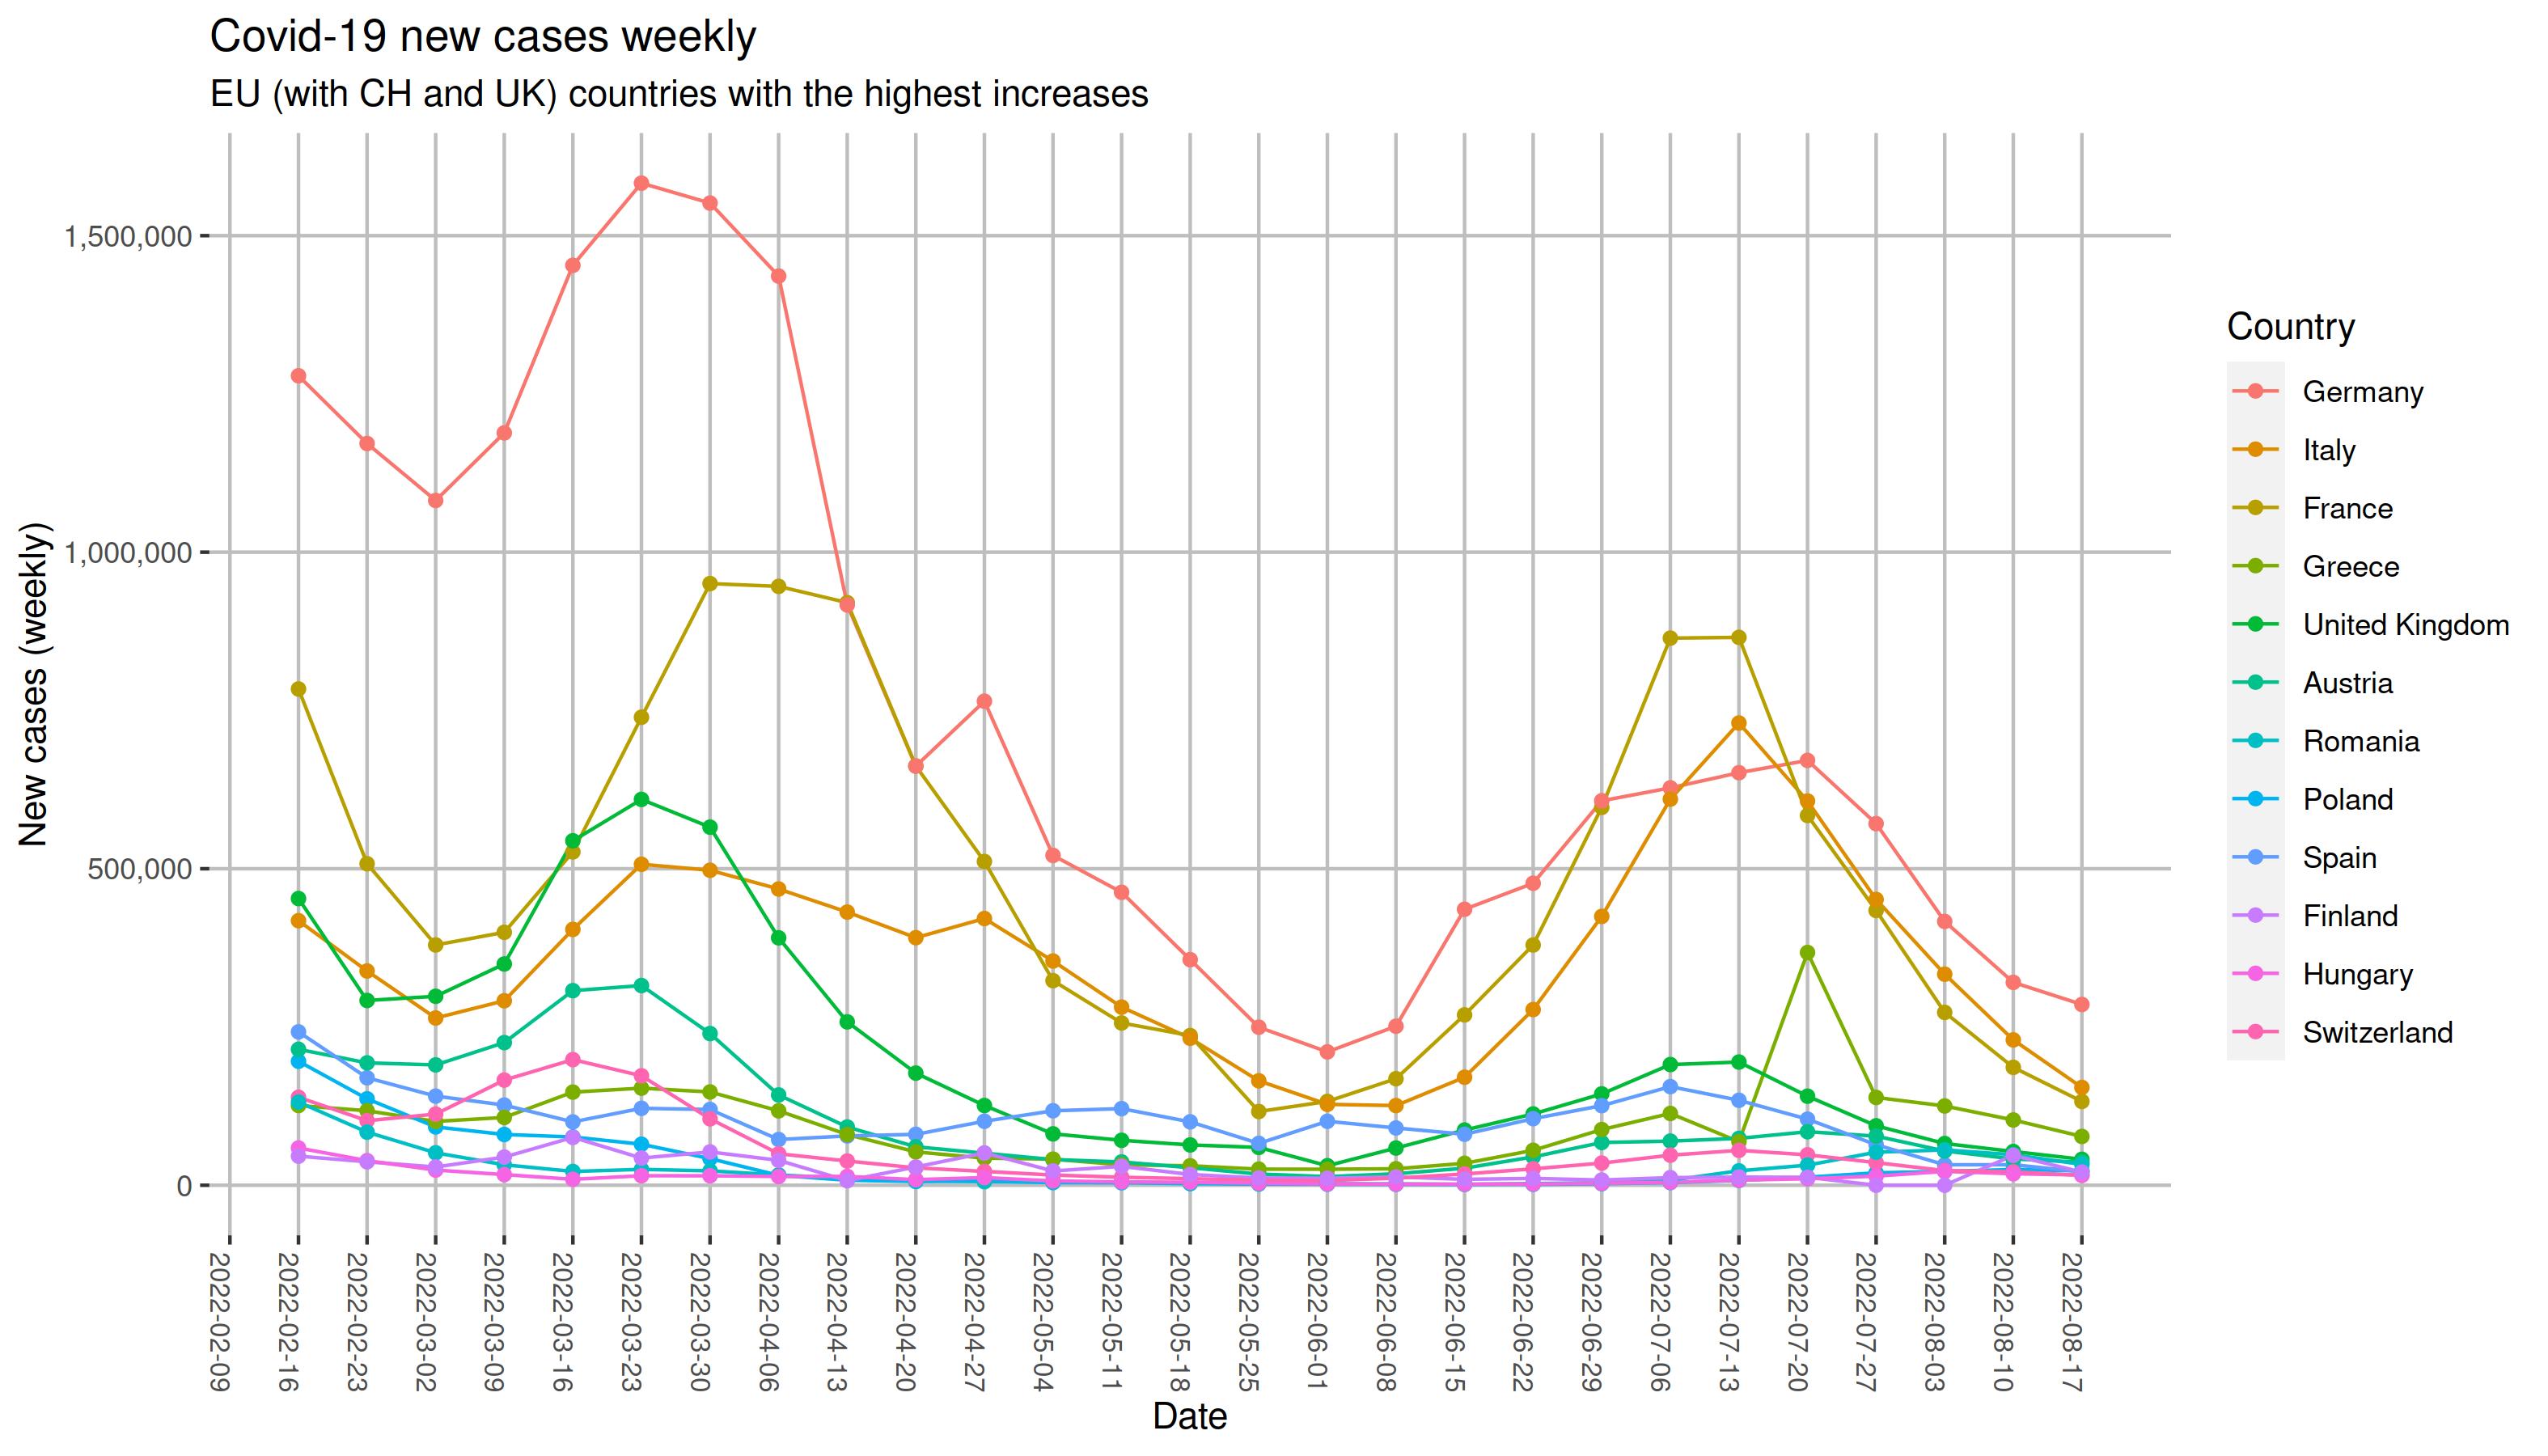 Covid-19 new cases weekly
EU (with CH and UK) countries with the highest increases
New cases (weekly)
1,500,000
1,000,000
500,000
0
2022-02-09
2022-02-16
2022-02-23
2022-03-02
2022-03-09
2022-03-16
2022-03-23
2022-03-30
2022-04-06
2022-04-13
2022-04-20
2022-04-27
2022-05-04
2022-05-11
2022-05-18
2022-05-25
2022-06-01
2022-06-08
2022-06-15
2022-06-22
2022-06-29
2022-07-06
2022-07-13
2022-07-20
2022-07-27
2022-08-03
2022-08-10
2022-08-17
Date
Country
Germany
Italy
France
Greece
United Kingdom
Austria
Romania
Poland
Spain
Finland
Hungary
Switzerland